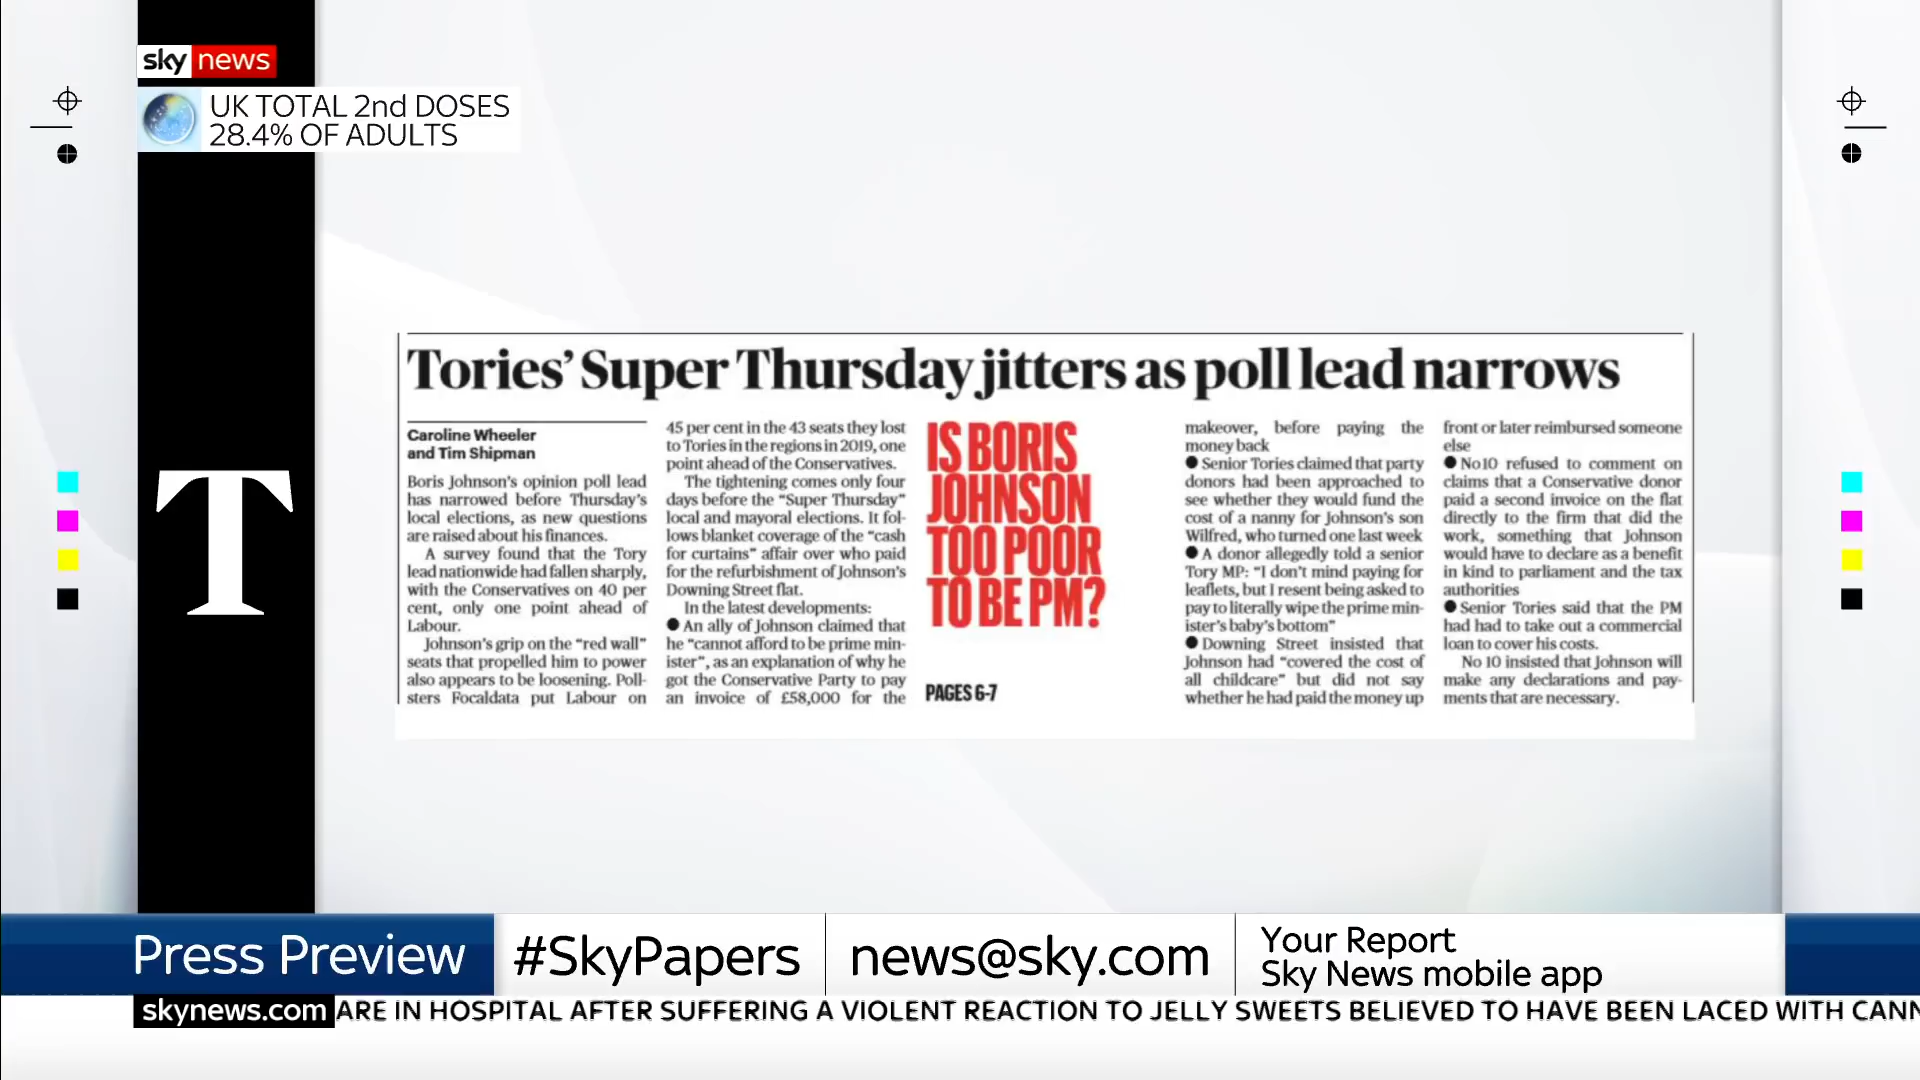 sky news
UK TOTAL 2nd DOSES
28.4% OF ADULTS
T
Tories' Super Thursday jitters as poll lead narrows
Caroline Wheeler
and Tim Shipman
Boris Johnson's opinion poll lead
has narrowed before Thursday's
local elections, as new questions
are raised about his finances.
A survey found that the Tory
lead nationwide had fallen sharply,
with the Conservatives on 40 per
cent, only one point ahead of
Labour.
Johnson's grip on the "red wall"
seats that propelled him to power
also appears to be loosening. Poll-
sters Focaldata put Labour on
45 per cent in the 43 seats they lost
to Tories in the regions in 2019, one
point ahead of the Conservatives.
The tightening comes only four
days before the "Super Thursday"
local and mayoral elections. It fol-
lows blanket coverage of the "cash
for curtains" affair over who paid
for the refurbishment of Johnson's
Downing Street flat.
In the latest developments:
● An ally of Johnson claimed that
he "cannot afford to be prime min-
ister", as an explanation of why he
got the Conservative Party to pay
an invoice of £58,000 for the
IS BORIS
JOHNSON
TOO POOR
TO BE PM?
PAGES 6-7
makeover, before paying the
money back
● Senior Tories claimed that party
donors had been approached to
see whether they would fund the
cost of a nanny for Johnson's son
Wilfred, who turned one last week
● A donor allegedly told a senior
Tory MP: "I don't mind paying for
leaflets, but I resent being asked to
pay to literally wipe the prime min-
ister's baby's bottom"
● Downing Street insisted that
Johnson had "covered the cost of
all childcare" but did not say
whether he had paid the money up
front or later reimbursed someone
else
● No10 refused to comment on
claims that a Conservative donor
paid a second invoice on the flat
directly to the firm that did the
work, something that Johnson
would have to declare as a benefit
in kind to parliament and the tax
authorities
● Senior Tories said that the PM
had had to take out a commercial
loan to cover his costs.
No 10 insisted that Johnson will
make any declarations and pay-
ments that are necessary.
Press Preview
#SkyPapers
news@sky.com
Your Report
Sky News mobile app
skynews.com
ARE IN HOSPITAL AFTER SUFFERING A VIOLENT REACTION TO JELLY SWEETS BELIEVED TO HAVE BEEN LACED WITH CANN